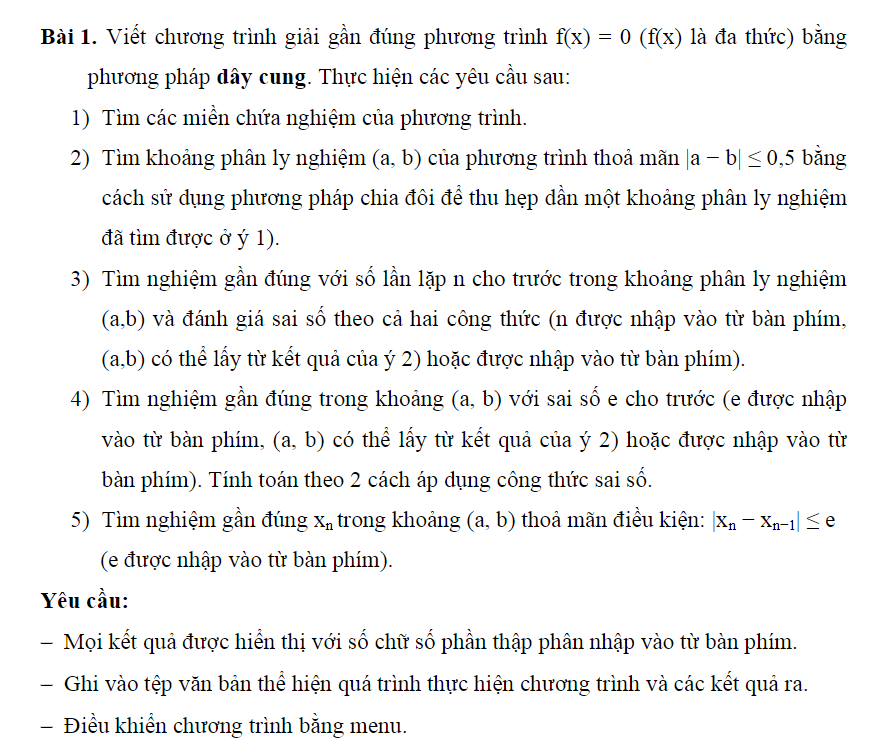 Bài 1. Viết chương trình giải gần đúng phương trình f(x) = 0 (f(x) là đa thức) bằng
phương pháp dây cung. Thực hiện các yêu cầu sau:
1) Tìm các miền chứa nghiệm của phương trình.
2) Tìm khoảng phân ly nghiệm (a, b) của phương trình thoả mãn |a − b| ≤ 0,5 bằng
cách sử dụng phương pháp chia đôi để thu hẹp dần một khoảng phân ly nghiệm
đã tìm được ở ý 1).
3) Tìm nghiệm gần đúng với số lần lặp n cho trước trong khoảng phân ly nghiệm
(a,b) và đánh giá sai số theo cả hai công thức (n được nhập vào từ bàn phím,
(a,b) có thể lấy từ kết quả của ý 2) hoặc được nhập vào từ bàn phím).
4) Tìm nghiệm gần đúng trong khoảng (a, b) với sai số e cho trước (e được nhập
vào từ bàn phím, (a, b) có thể lấy từ kết quả của ý 2) hoặc được nhập vào từ
bàn phím). Tính toán theo 2 cách áp dụng công thức sai số.
5) Tìm nghiệm gần đúng xₙ trong khoảng (a, b) thoả mãn điều kiện: |xₙ − xₙ₋₁| ≤ e
(e được nhập vào từ bàn phím).
Yêu cầu:
− Mọi kết quả được hiển thị với số chữ số phần thập phân nhập vào từ bàn phím.
− Ghi vào tệp văn bản thể hiện quá trình thực hiện chương trình và các kết quả ra.
− Điều khiển chương trình bằng menu.